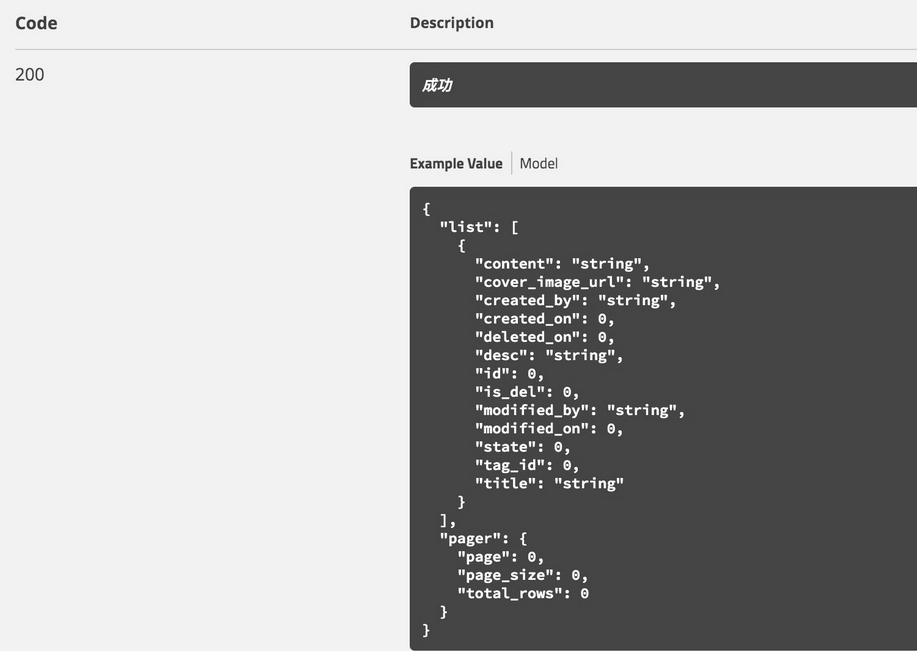 Code Description
200 成功
Example Value Model
{
  "list": [
    {
      "content": "string",
      "cover_image_url": "string",
      "created_by": "string",
      "created_on": 0,
      "deleted_on": 0,
      "desc": "string",
      "id": 0,
      "is_del": 0,
      "modified_by": "string",
      "modified_on": 0,
      "state": 0,
      "tag_id": 0,
      "title": "string"
    }
  ],
  "pager": {
    "page": 0,
    "page_size": 0,
    "total_rows": 0
  }
}